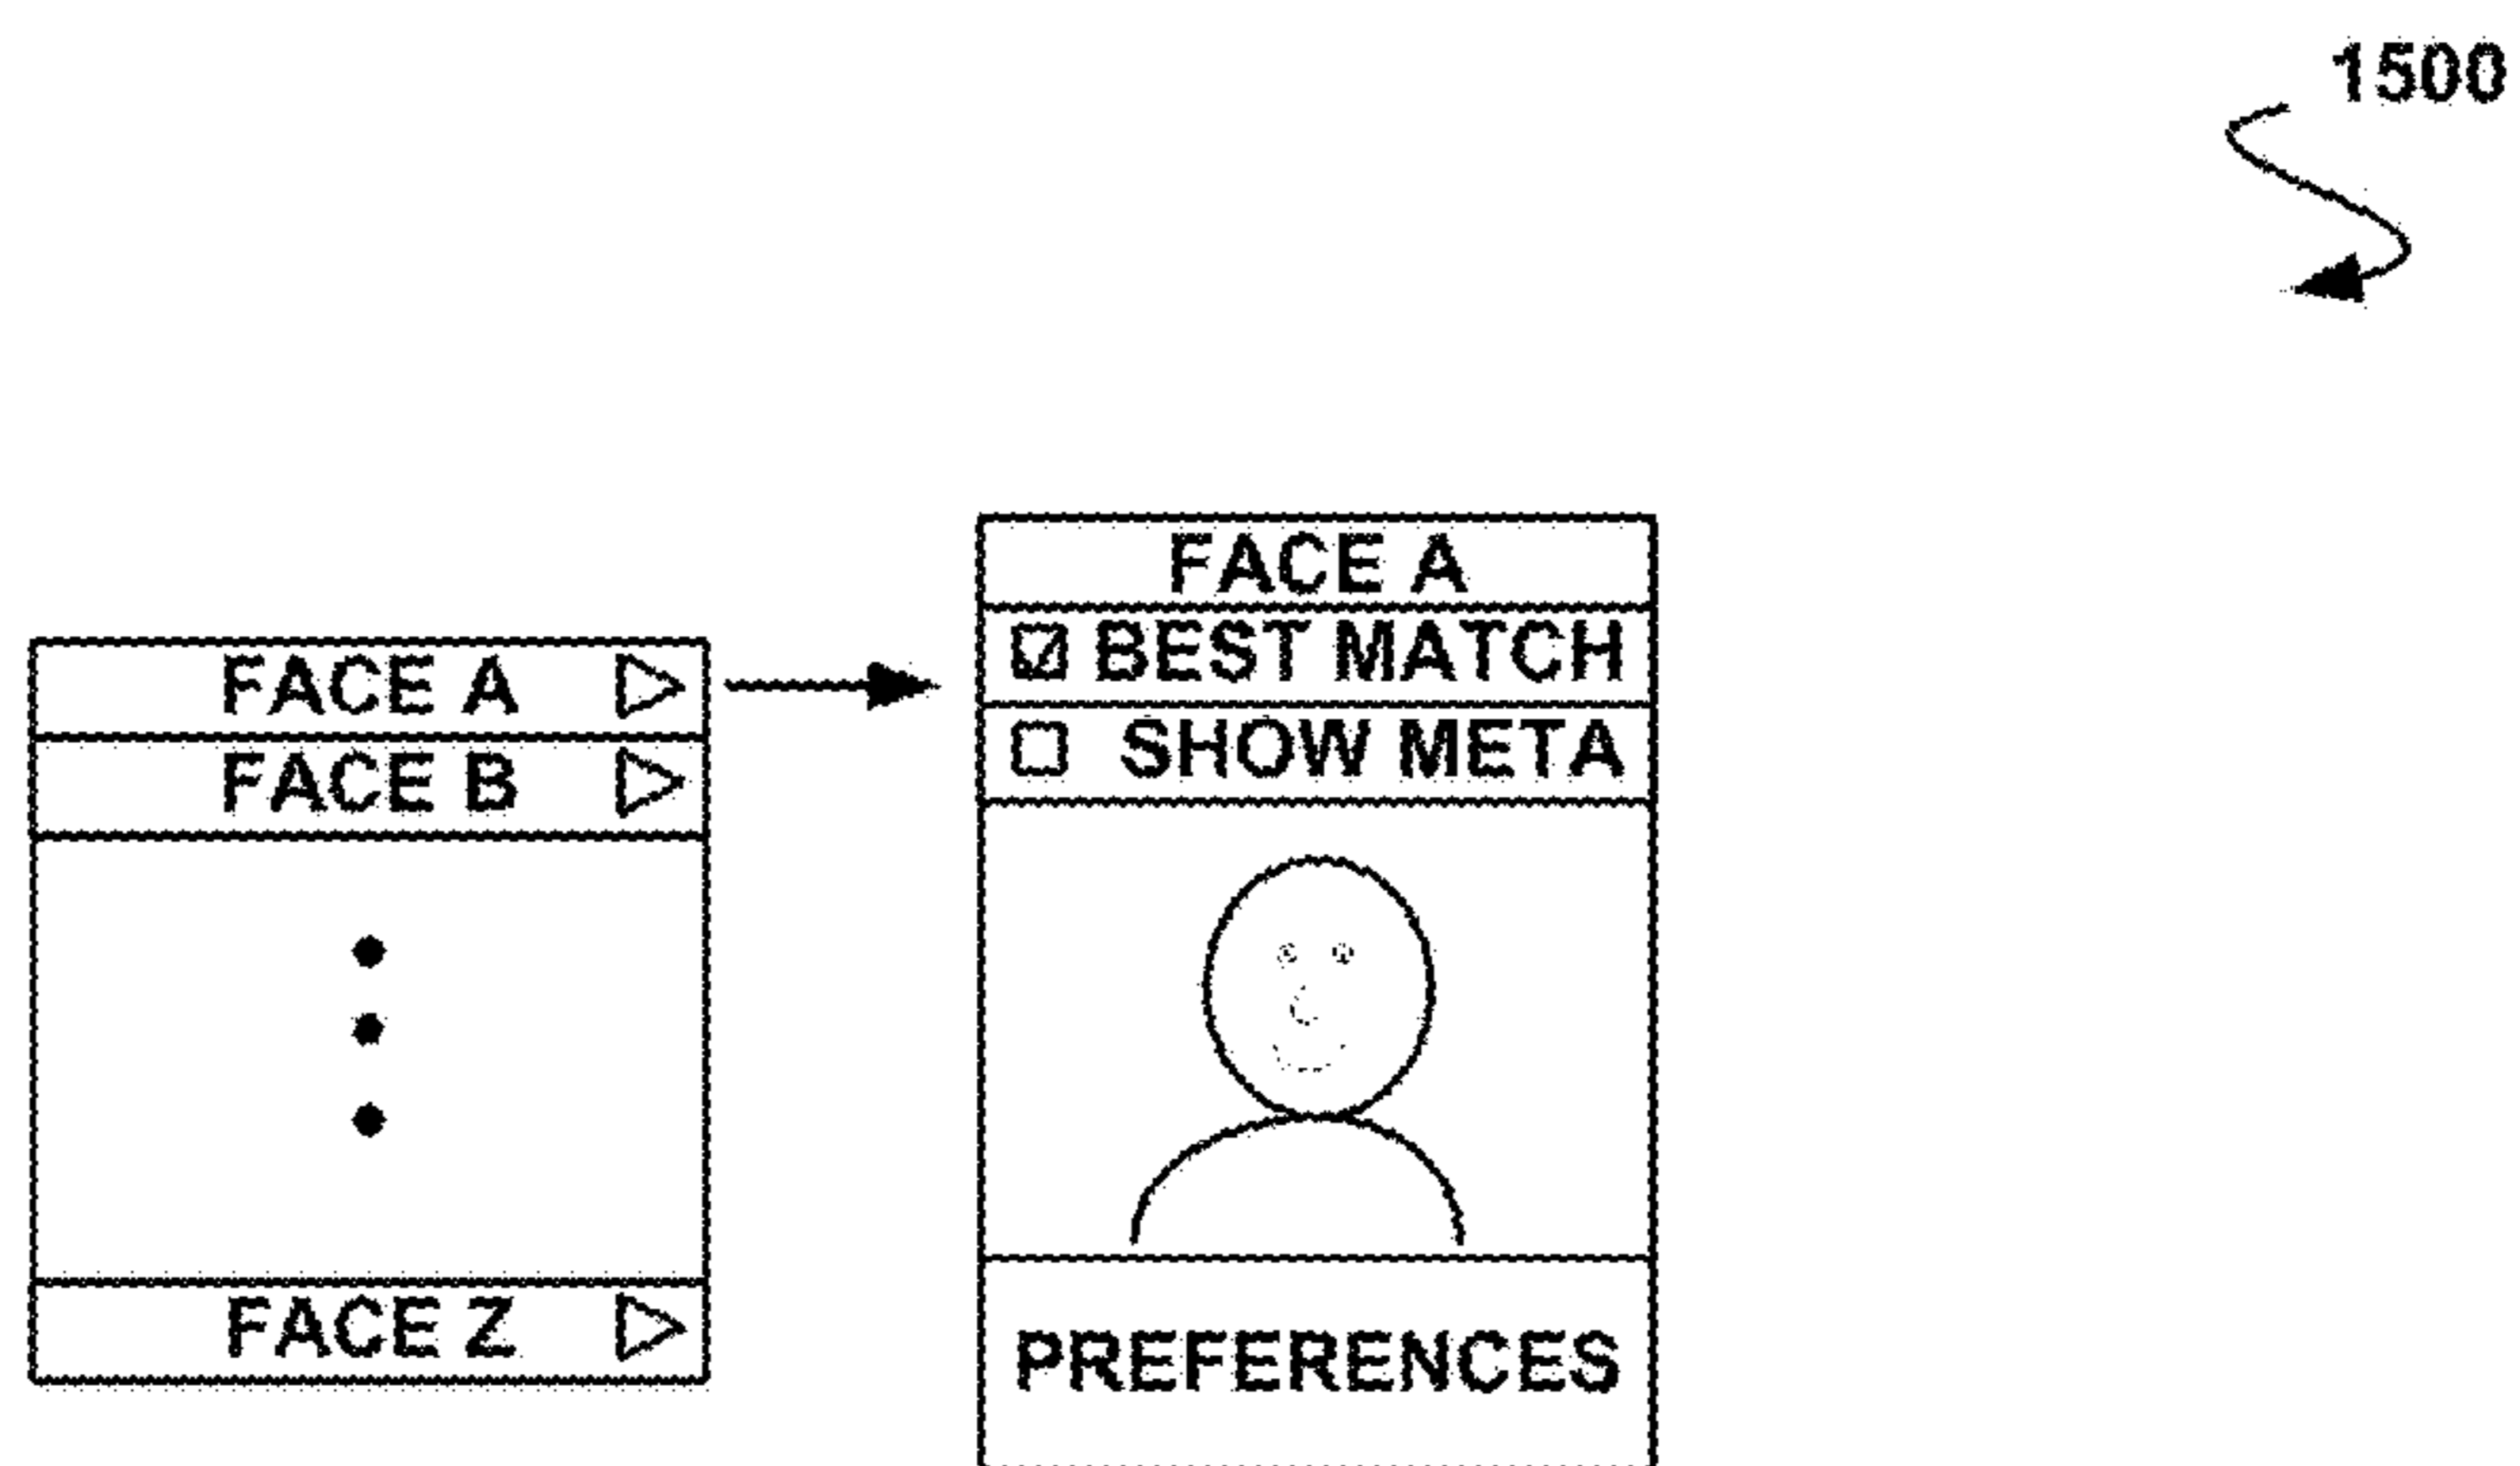 1500
FACE A
FACE B
FACE Z
FACE A
BEST MATCH
SHOW META
PREFERENCES